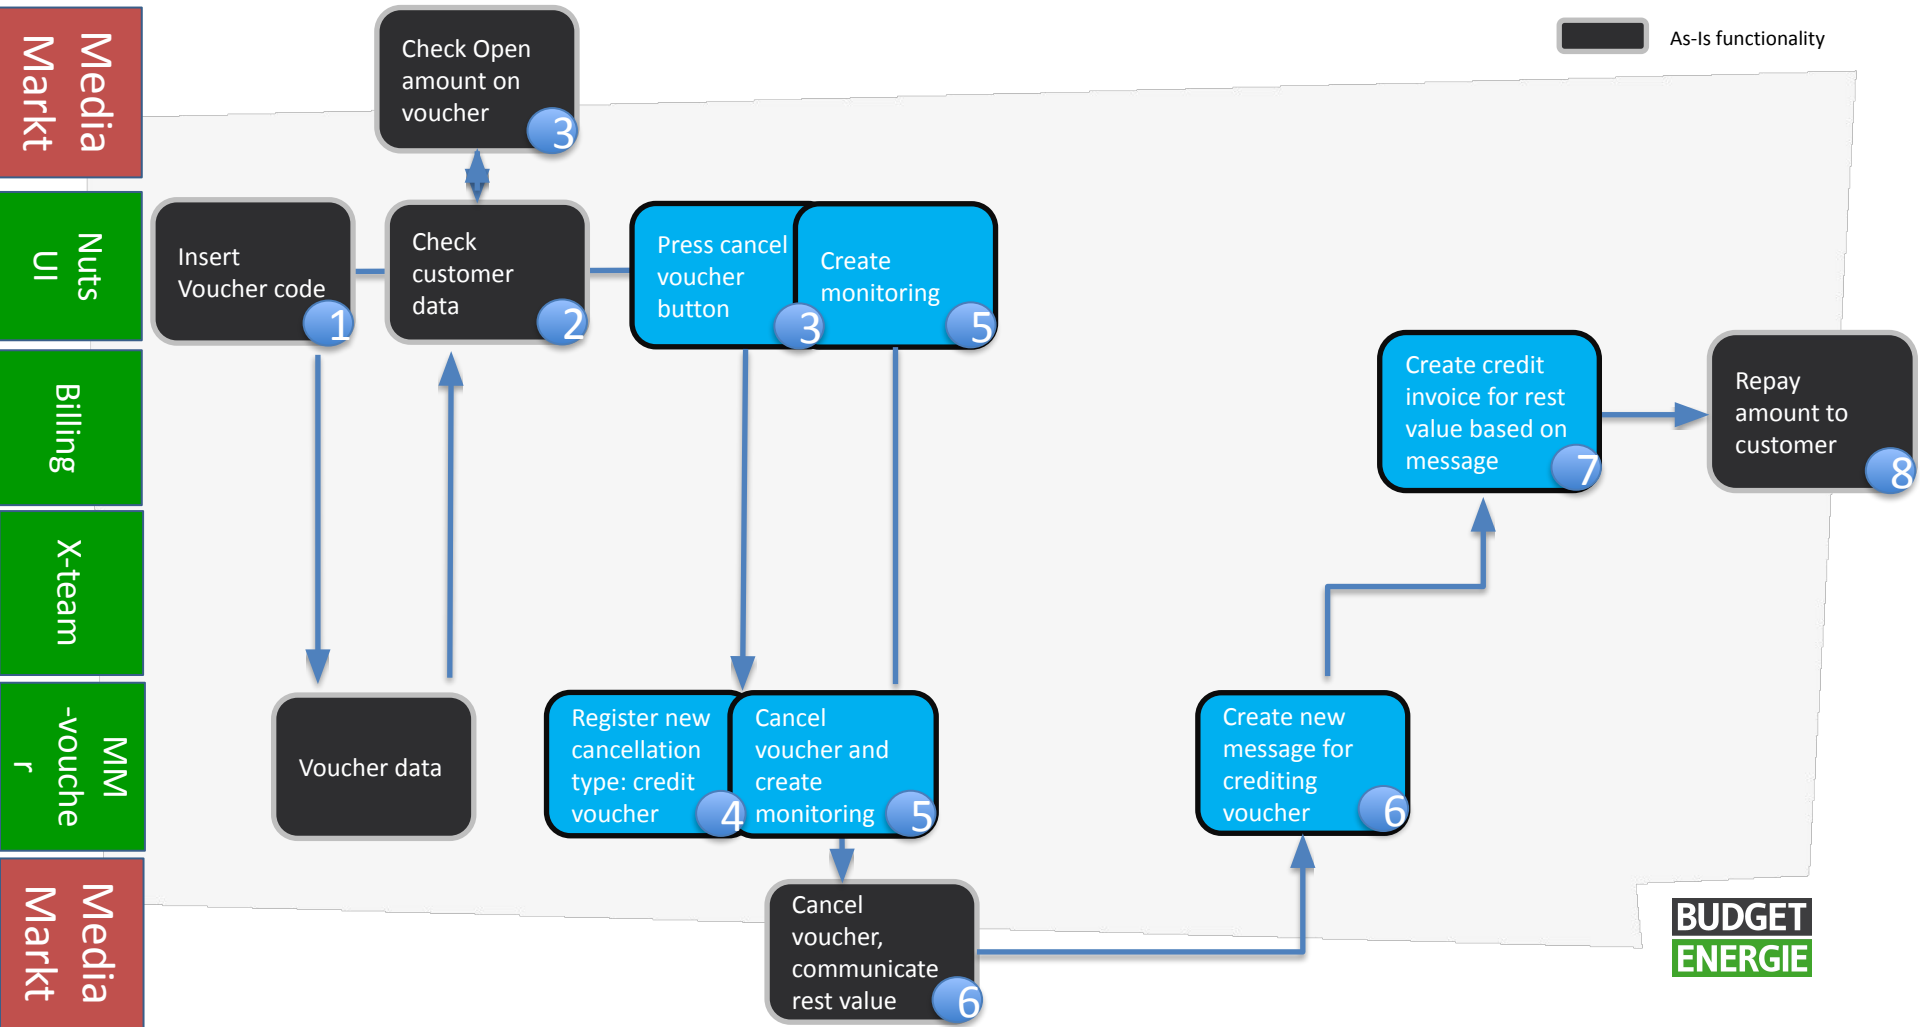 Media
Markt
Check Open
amount on
voucher
3
As-Is functionality
Nuts
UI
Insert
Voucher code
1
Check
customer
data
2
Press cancel
voucher
button
3
Create
monitoring
5
Billing
Create credit
invoice for rest
value based on
message
7
Repay
amount to
customer
8
X-team
MM
-vouche
r
Voucher data
Register new
cancellation
type: credit
voucher
4
Cancel
voucher and
create
monitoring
5
Create new
message for
crediting
voucher
6
Media
Markt
Cancel
voucher,
communicate
rest value
6
BUDGET
ENERGIE